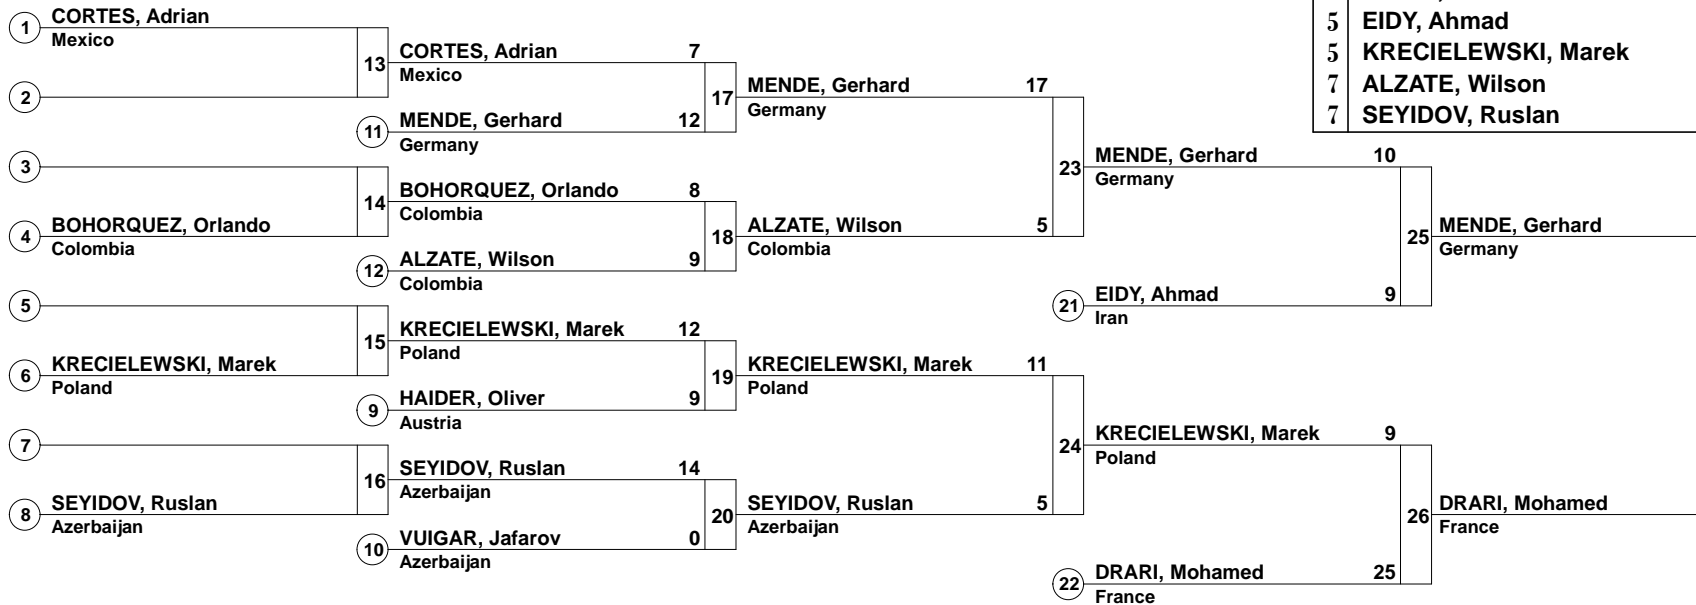 1 CORTES, Adrian
Mexico
2
3
4 BOHORQUEZ, Orlando
Colombia
5
6 KRECIELEWSKI, Marek
Poland
7
8 SEYIDOV, Ruslan
Azerbaijan
13 CORTES, Adrian 7
Mexico
11 MENDE, Gerhard 12
Germany
14 BOHORQUEZ, Orlando 8
Colombia
12 ALZATE, Wilson 9
Colombia
15 KRECIELEWSKI, Marek 12
Poland
9 HAIDER, Oliver 9
Austria
16 SEYIDOV, Ruslan 14
Azerbaijan
10 VUIGAR, Jafarov 0
Azerbaijan
17 MENDE, Gerhard 17
Germany
18 ALZATE, Wilson 5
Colombia
19 KRECIELEWSKI, Marek 11
Poland
20 SEYIDOV, Ruslan 5
Azerbaijan
23 MENDE, Gerhard 10
Germany
21 EIDY, Ahmad 9
Iran
24 KRECIELEWSKI, Marek 9
Poland
22 DRARI, Mohamed 25
France
25 MENDE, Gerhard
Germany
26 DRARI, Mohamed
France
5 EIDY, Ahmad
5 KRECIELEWSKI, Marek
7 ALZATE, Wilson
7 SEYIDOV, Ruslan